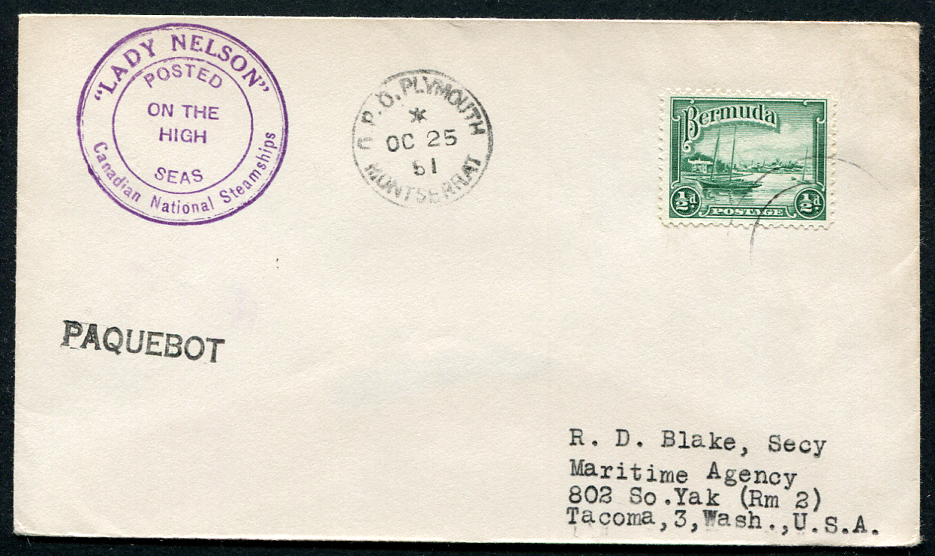 "LADY NELSON"
POSTED
ON THE
HIGH
SEAS
Canadian National Steamships
G.P.O. PLYMOUTH
*
OC 25
51
MONTSERRAT
Bermuda
½d. ½d.
POSTAGE
PAQUEBOT
R. D. Blake, Secy
Maritime Agency
802 So.Yak (Rm 2)
Tacoma,3,Wash.,U.S.A.